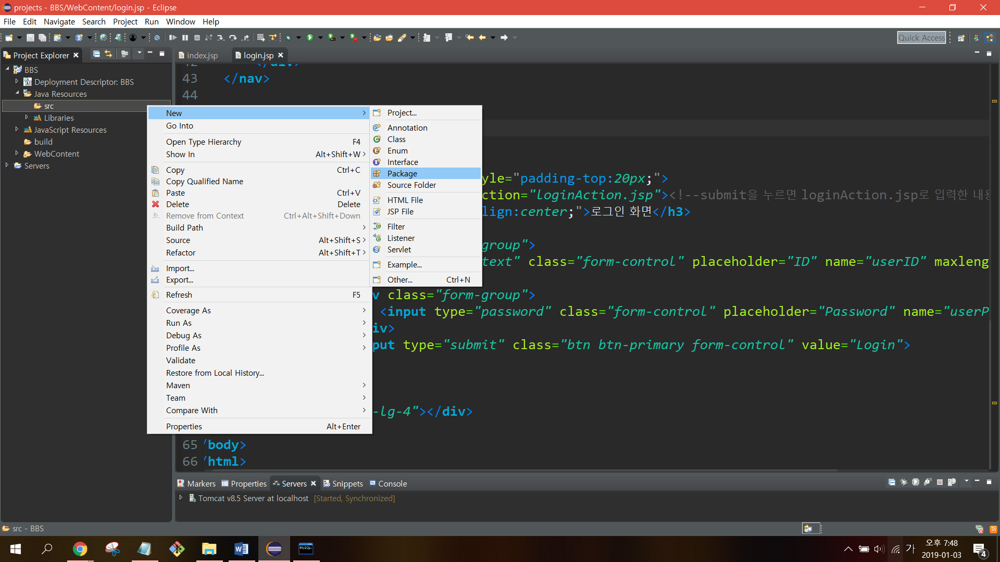 projects - BBS/WebContent/login.jsp - Eclipse
File Edit Navigate Search Project Run Window Help
Quick Access
Project Explorer
index.jsp
login.jsp
BBS
Deployment Descriptor: BBS
Java Resources
src
Libraries
JavaScript Resources
build
WebContent
Servers
43 </nav>
44
New
Go Into
Open Type Hierarchy F4
Show In Alt+Shift+W
Copy Ctrl+C
Copy Qualified Name
Paste Ctrl+V
Delete Delete
Remove from Context Ctrl+Alt+Shift+Down
Build Path
Source Alt+Shift+S
Refactor Alt+Shift+T
Import...
Export...
Refresh F5
Coverage As
Run As
Debug As
Profile As
Validate
Restore from Local History...
Maven
Team
Compare With
Properties Alt+Enter
Project...
Annotation
Class
Enum
Interface
Package
Source Folder
HTML File
JSP File
Filter
Listener
Servlet
Example...
Other... Ctrl+N
yle="padding-top:20px;">
ction="loginAction.jsp"><!--submit을 누르면 loginAction.jsp로 입력한 내용
lign:center;">로그인 화면</h3>
group">
text" class="form-control" placeholder="ID" name="userID" maxleng
v class="form-group">
<input type="password" class="form-control" placeholder="Password" name="userP
iv>
put type="submit" class="btn btn-primary form-control" value="Login">
-lg-4"></div>
65 /body>
66 /html>
Markers Properties Servers Snippets Console
Tomcat v8.5 Server at localhost [Started, Synchronized]
src - BBS
MySQL
가
오후 7:48
2019-01-03
4